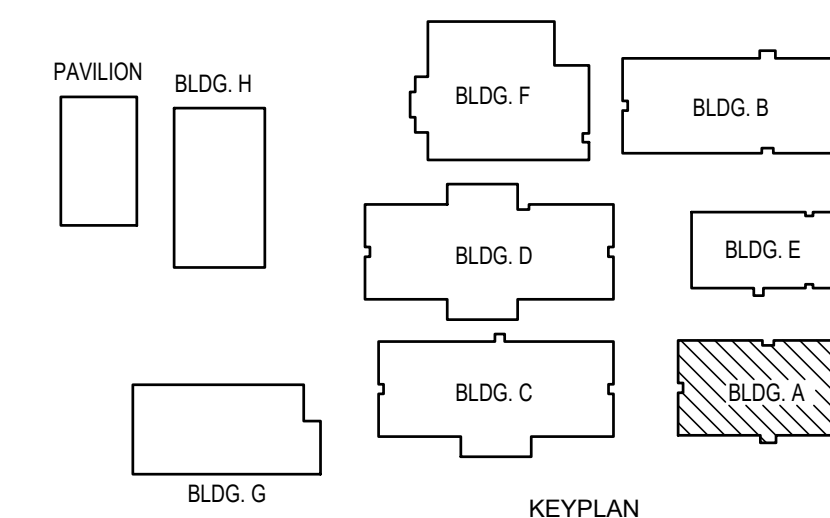 PAVILION
BLDG. H
BLDG. F
BLDG. B
BLDG. D
BLDG. E
BLDG. C
BLDG. A
BLDG. G
KEYPLAN